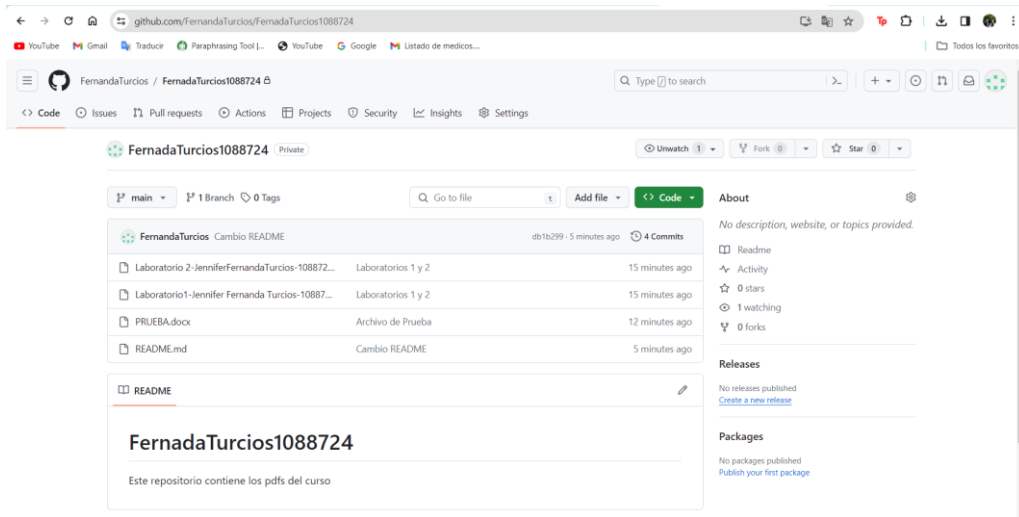 github.com/FernandaTurcios/FernadaTurcios1088724
YouTube Gmail Traducir Paraphrasing Tool |... YouTube Google Listado de medicos.... Todos los favoritos
FernandaTurcios / FernadaTurcios1088724 Type / to search
Code Issues Pull requests Actions Projects Security Insights Settings
FernadaTurcios1088724 Private Unwatch 1 Fork 0 Star 0
main 1 Branch 0 Tags Go to file t Add file Code About
No description, website, or topics provided.
FernandaTurcios Cambio README db1b299 · 5 minutes ago 4 Commits
Readme
Laboratorio 2-JenniferFernandaTurcios-108872... Laboratorios 1 y 2 15 minutes ago
Activity
0 stars
Laboratorio1-Jennifer Fernanda Turcios-10887... Laboratorios 1 y 2 15 minutes ago
1 watching
PRUEBA.docx Archivo de Prueba 12 minutes ago
0 forks
README.md Cambio README 5 minutes ago
Releases
No releases published
Create a new release
README
FernadaTurcios1088724
Este repositorio contiene los pdfs del curso
Packages
No packages published
Publish your first package